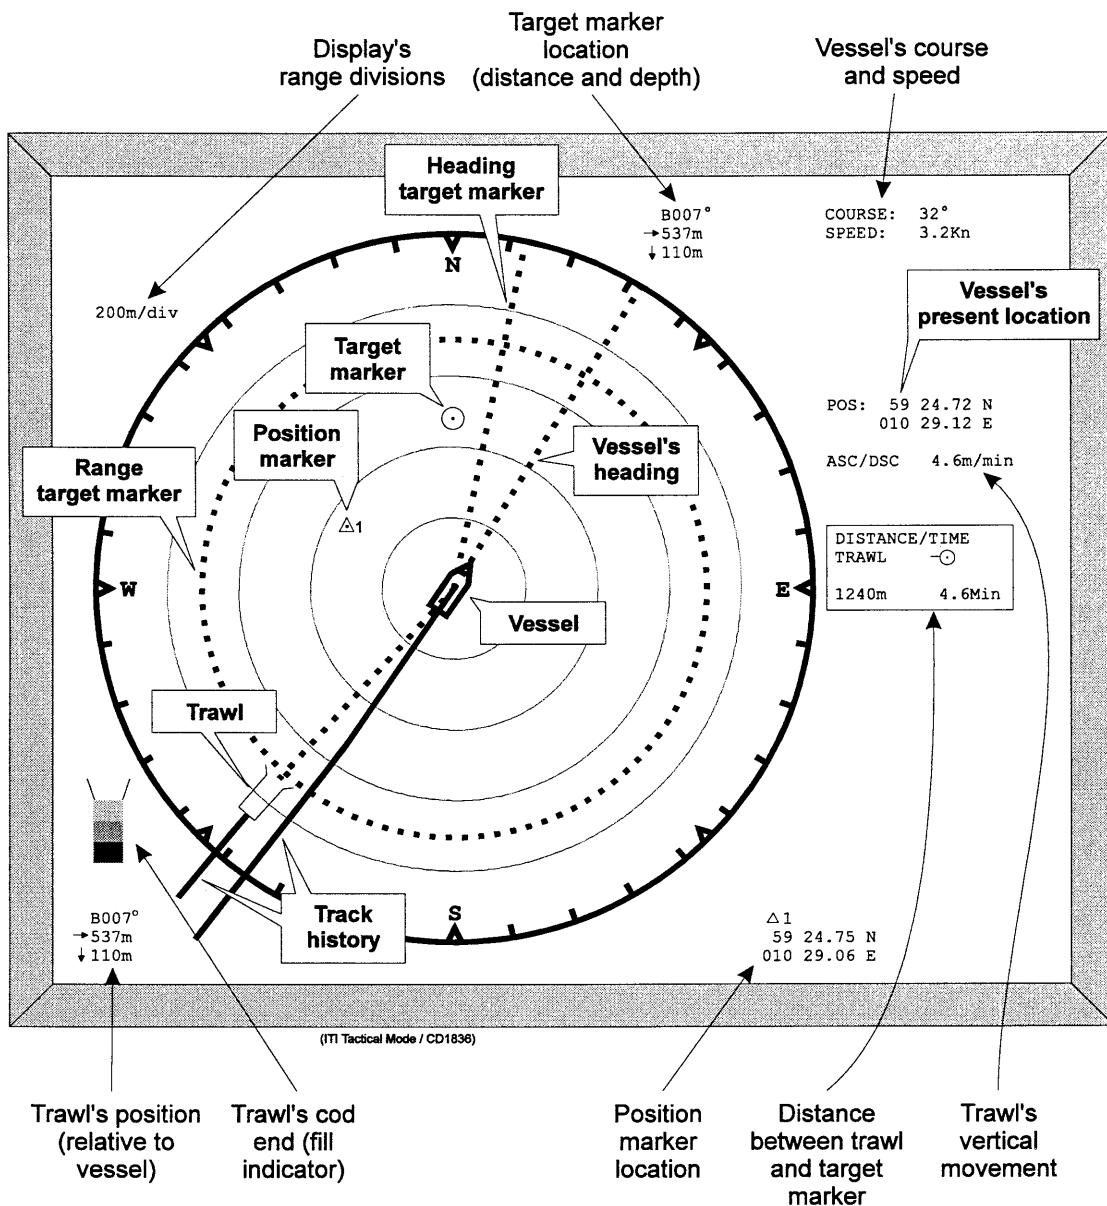 Display's
range divisions
Target marker
location
(distance and depth)
Vessel's course
and speed
Heading
target marker
B007°
→537m
↓110m
COURSE: 32°
SPEED: 3.2Kn
N
200m/div
Vessel's
present location
Target
marker
POS: 59 24.72 N
010 29.12 E
Position
marker
Vessel's
heading
Range
target marker
ASC/DSC 4.6m/min
△1
DISTANCE/TIME
TRAWL
1240m 4.6Min
W
E
Vessel
Trawl
Track
history
S
B007°
→537m
↓110m
△1
59 24.75 N
010 29.06 E
(ITI Tactical Mode / CD1836)
Trawl's position
(relative to
vessel)
Trawl's cod
end (fill
indicator)
Position
marker
location
Distance
between trawl
and target
marker
Trawl's
vertical
movement